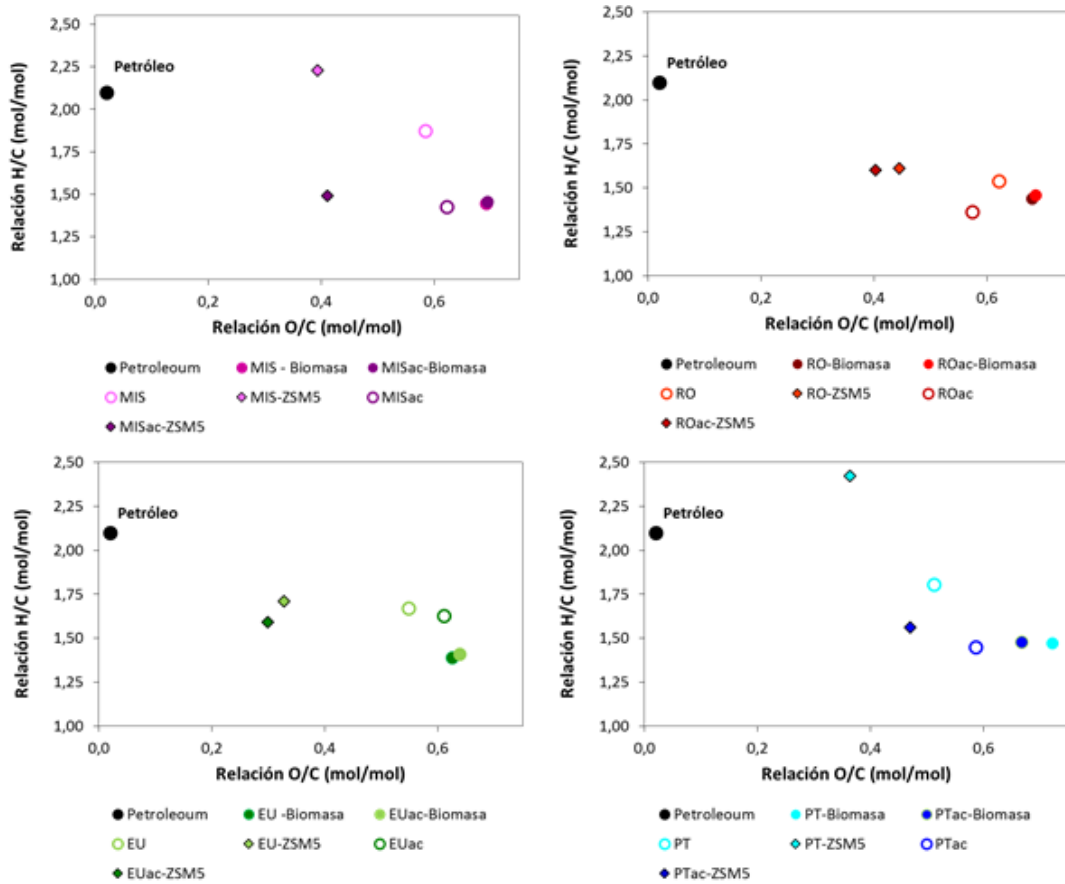 2,50
2,25
2,00
1,75
1,50
1,25
1,00
Relación H/C (mol/mol)
Petróleo
0,0 0,2 0,4 0,6
Relación O/C (mol/mol)
Petroleoum MIS - Biomasa MISac-Biomasa
MIS MIS-ZSM5 MISac
MISac-ZSM5
2,50
2,25
2,00
1,75
1,50
1,25
1,00
Relación H/C (mol/mol)
Petróleo
0,0 0,2 0,4 0,6
Relación O/C (mol/mol)
Petroleoum RO-Biomasa ROac-Biomasa
RO RO-ZSM5 ROac
ROac-ZSM5
2,50
2,25
2,00
1,75
1,50
1,25
1,00
Relación H/C (mol/mol)
Petróleo
0,0 0,2 0,4 0,6
Relación O/C (mol/mol)
Petroleoum EU -Biomasa EUac-Biomasa
EU EU-ZSM5 EUac
EUac-ZSM5
2,50
2,25
2,00
1,75
1,50
1,25
1,00
Relación H/C (mol/mol)
Petróleo
0,0 0,2 0,4 0,6
Relación O/C (mol/mol)
Petroleoum PT-Biomasa PTac-Biomasa
PT PT-ZSM5 PTac
PTac-ZSM5